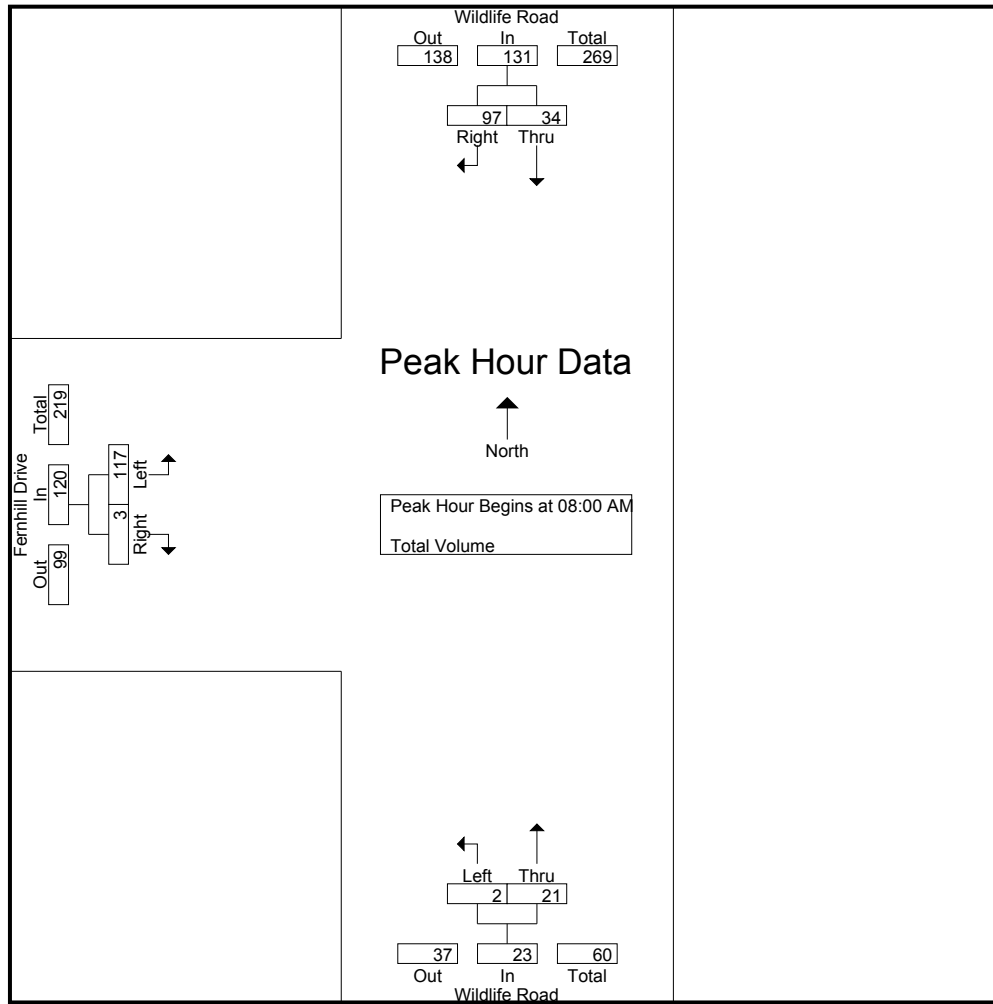 Wildlife Road
Out In Total
138 131 269
97 34
Right Thru
Peak Hour Data
North
Peak Hour Begins at 08:00 AM
Total Volume
Fernhill Drive
Out In Total
99 120 219
3 117
Right Left
Left Thru
2 21
37 23 60
Out In Total
Wildlife Road